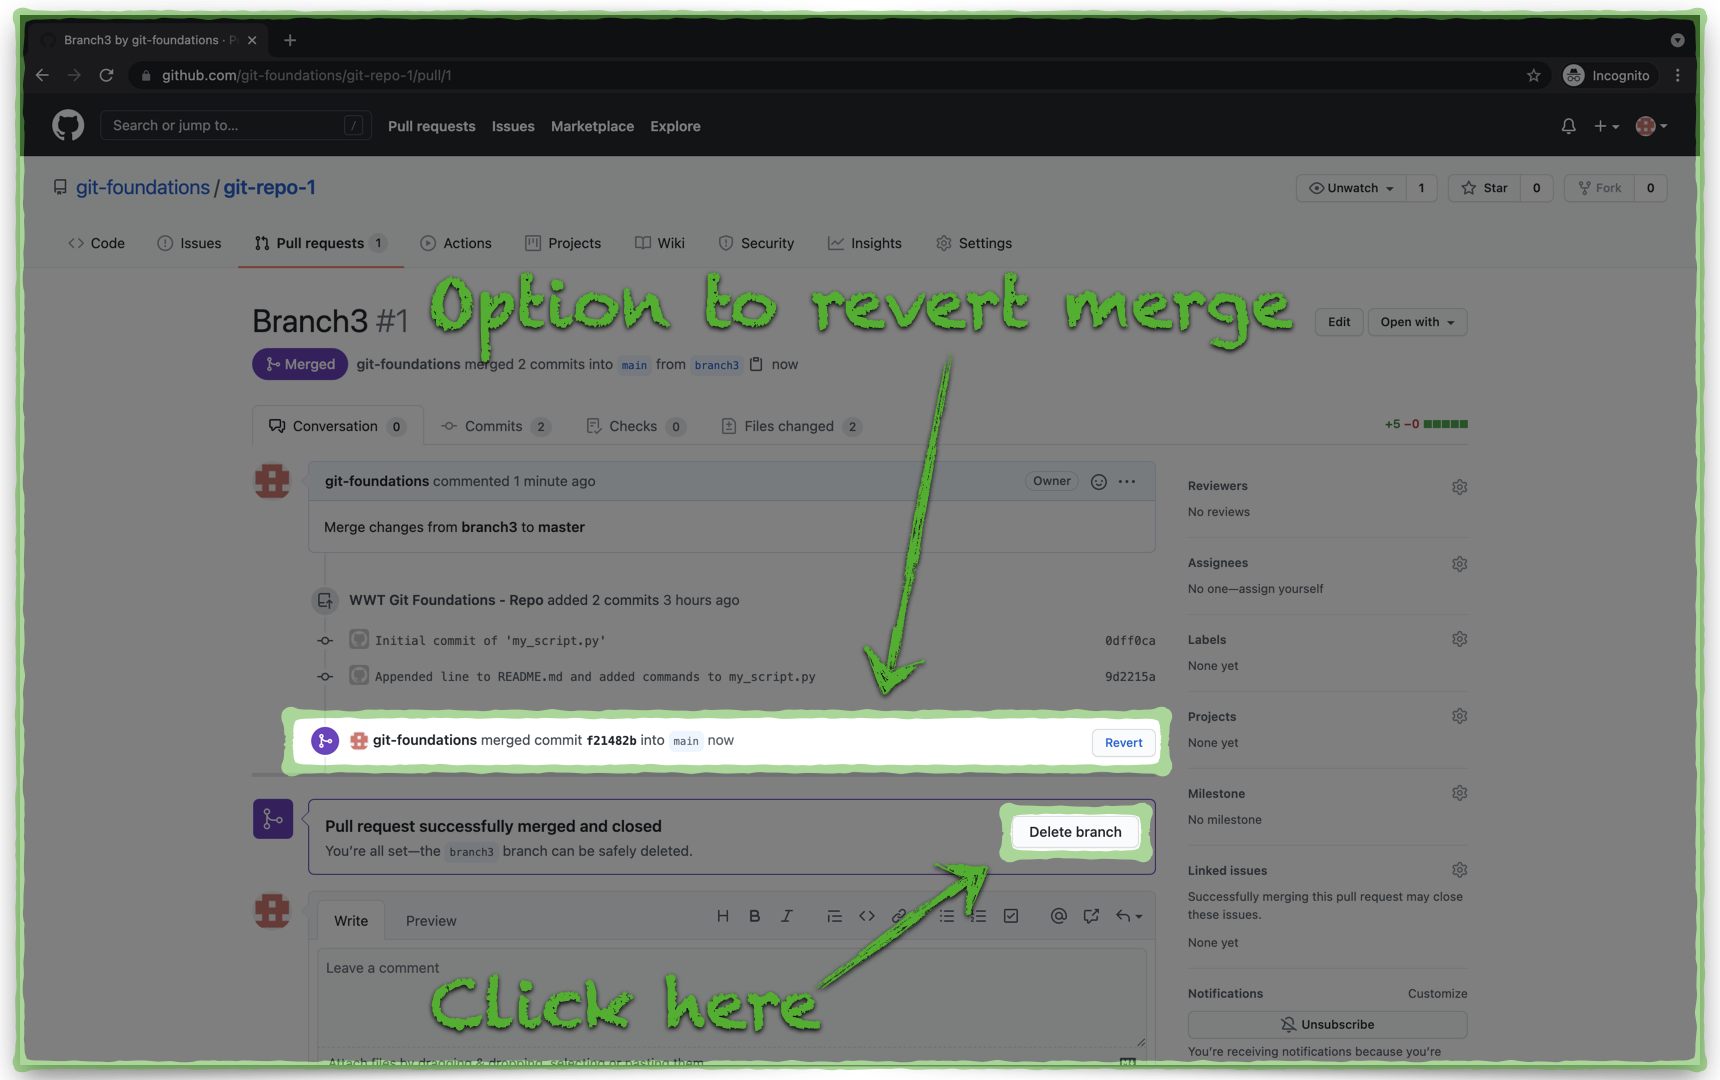 Branch3 by git-foundations · P
github.com/git-foundations/git-repo-1/pull/1
Incognito
Search or jump to... /
Pull requests Issues Marketplace Explore
git-foundations / git-repo-1
Unwatch 1 Star 0 Fork 0
Code Issues Pull requests 1 Actions Projects Wiki Security Insights Settings
Option to revert merge
Branch3 #1
Edit Open with
Merged git-foundations merged 2 commits into main from branch3 now
Conversation 0 Commits 2 Checks 0 Files changed 2
+5 −0
git-foundations commented 1 minute ago
Owner
Merge changes from branch3 to master
WWT Git Foundations - Repo added 2 commits 3 hours ago
Initial commit of 'my_script.py' 0dff0ca
Appended line to README.md and added commands to my_script.py 9d2215a
git-foundations merged commit f21482b into main now
Revert
Pull request successfully merged and closed
You're all set—the branch3 branch can be safely deleted.
Delete branch
Write Preview
H B I
Leave a comment
Click here
Attach files by dragging & dropping, selecting or pasting them.
Reviewers
No reviews
Assignees
No one—assign yourself
Labels
None yet
Projects
None yet
Milestone
No milestone
Linked issues
Successfully merging this pull request may close
these issues.
None yet
Notifications Customize
Unsubscribe
You're receiving notifications because you're